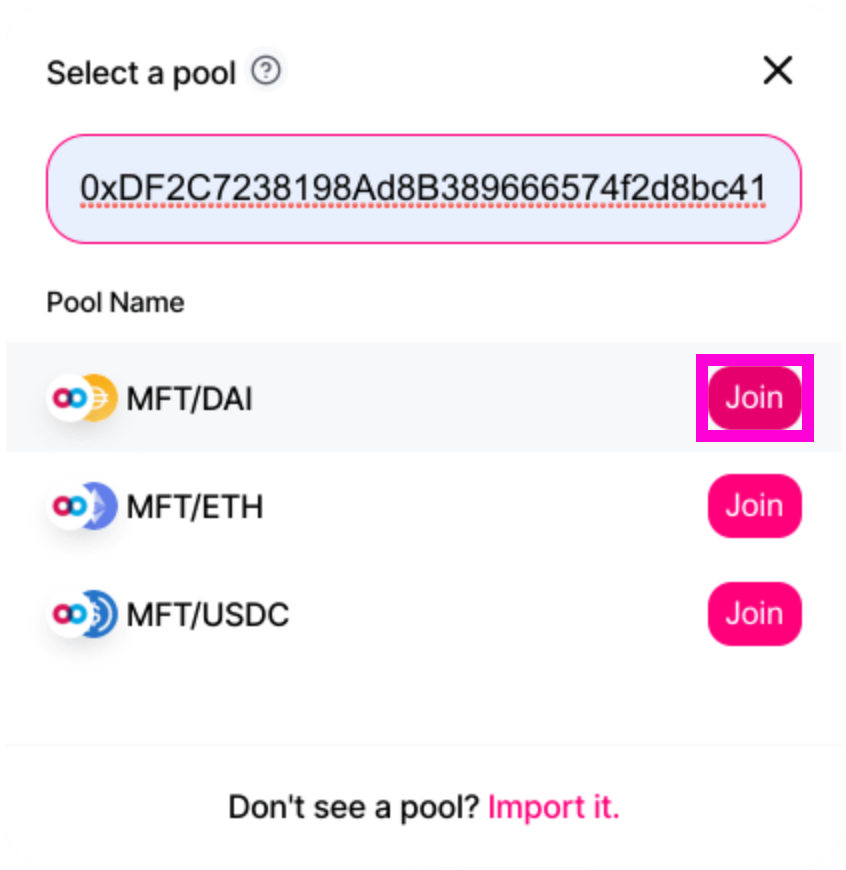 Select a pool ?
0xDF2C7238198Ad8B389666574f2d8bc41
Pool Name
MFT/DAI Join
MFT/ETH Join
MFT/USDC Join
Don't see a pool? Import it.